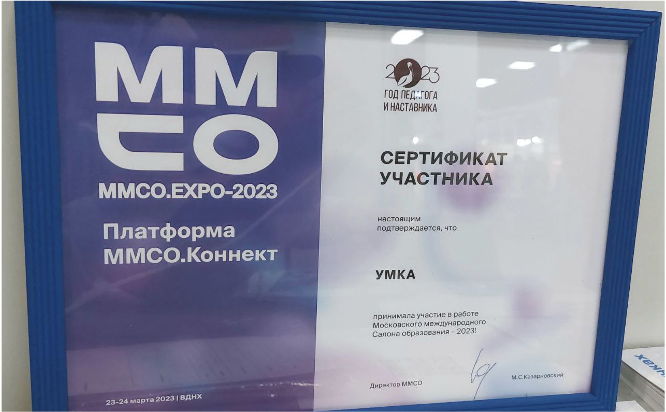 ММ
СО
ММСО.EXPO-2023
Платформа
ММСО.Коннект
23-24 марта 2023 | ВДНХ
2023
ГОД ПЕДАГОГА
И НАСТАВНИКА
СЕРТИФИКАТ
УЧАСТНИКА
настоящим
подтверждается, что
УМКА
принимала участие в работе
Московского международного
Салона образования - 2023!
Директор ММСО
М.С.Казарновский